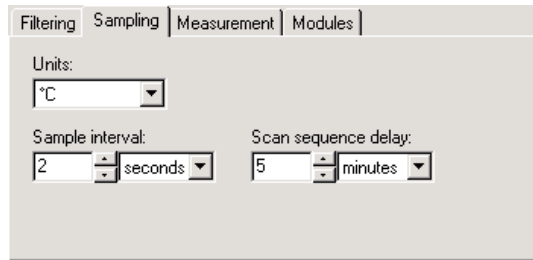 Filtering Sampling Measurement Modules
Units:
°C
Sample interval: Scan sequence delay:
2 seconds 5 minutes